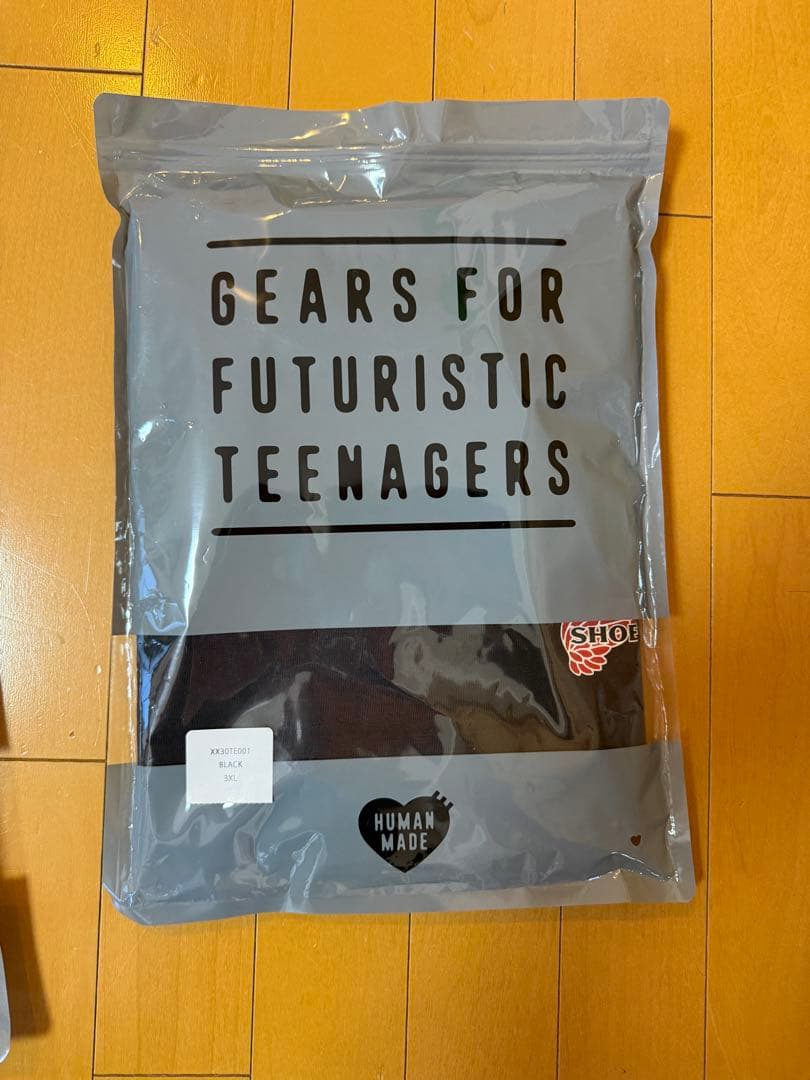 GEARS FOR
FUTURISTIC
TEENAGERS
SHOE
XX30TE001
BLACK
3XL
HUMAN
MADE